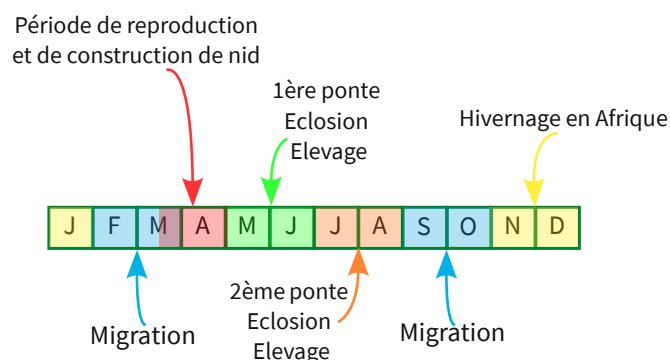 Période de reproduction
et de construction de nid
1ère ponte
Eclosion
Elevage
Hivernage en Afrique
J F M A M J J A S O N D
Migration
2ème ponte
Eclosion
Elevage
Migration